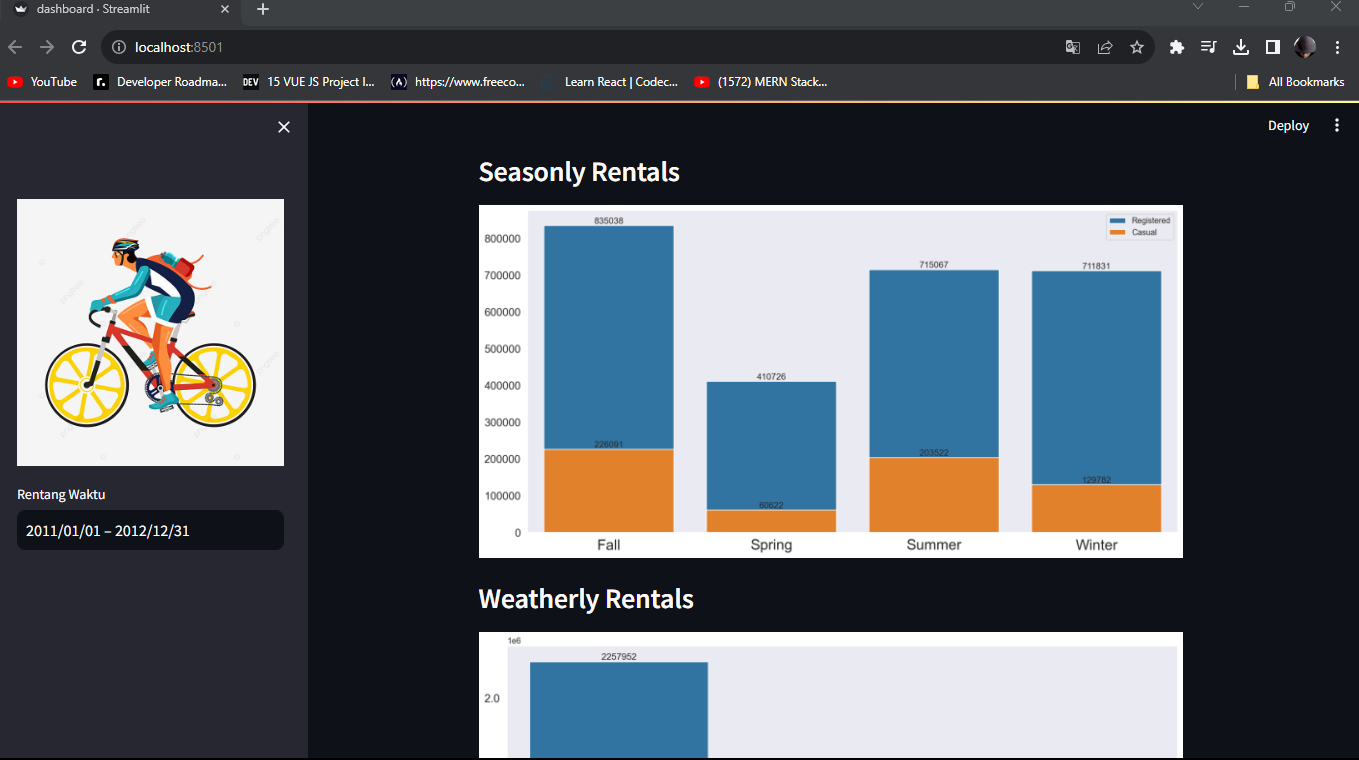 dashboard · Streamlit
localhost:8501
YouTube
Developer Roadma...
DEV
15 VUE JS Project I...
https://www.freeco...
Learn React | Codec...
(1572) MERN Stack...
All Bookmarks
Deploy
Rentang Waktu
2011/01/01 – 2012/12/31
Seasonly Rentals
Registered
Casual
800000
700000
600000
500000
400000
300000
200000
100000
0
835038
226091
410726
60622
715067
203522
711831
129782
Fall
Spring
Summer
Winter
Weatherly Rentals
1e6
2257952
2.0